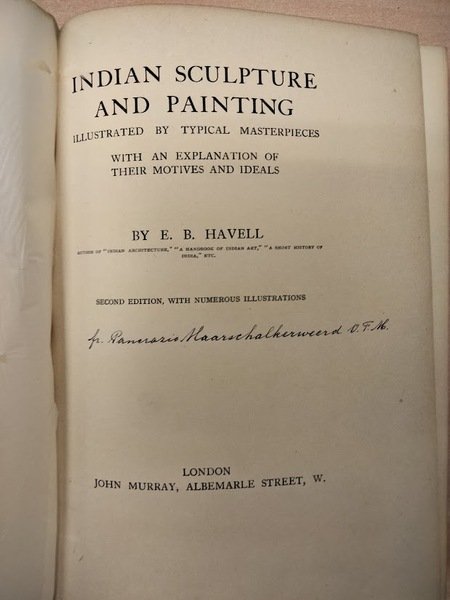 INDIAN SCULPTURE
AND PAINTING
ILLUSTRATED BY TYPICAL MASTERPIECES
WITH AN EXPLANATION OF
THEIR MOTIVES AND IDEALS
BY E. B. HAVELL
AUTHOR OF "INDIAN ARCHITECTURE," "A HANDBOOK OF INDIAN ART," "A SHORT HISTORY OF
INDIA," ETC.
SECOND EDITION, WITH NUMEROUS ILLUSTRATIONS
fr. Pancrazio Maarschalkerweerd O.F.M.
LONDON
JOHN MURRAY, ALBEMARLE STREET, W.